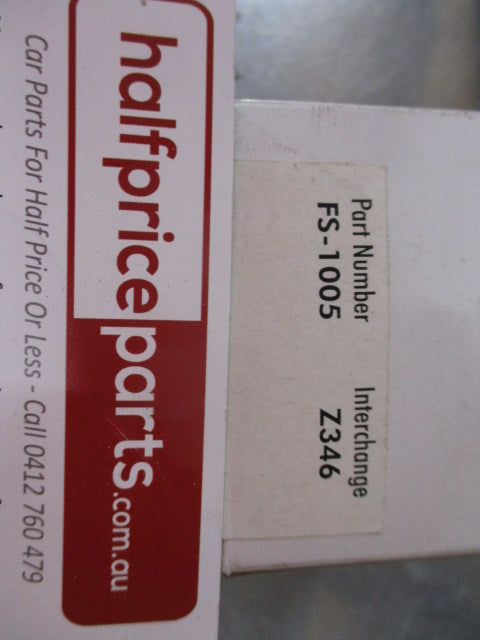 halfpriceparts.com.au
Car Parts For Half Price Or Less - Call 0412 760 479
Part Number
FS-1005
Interchange
Z346